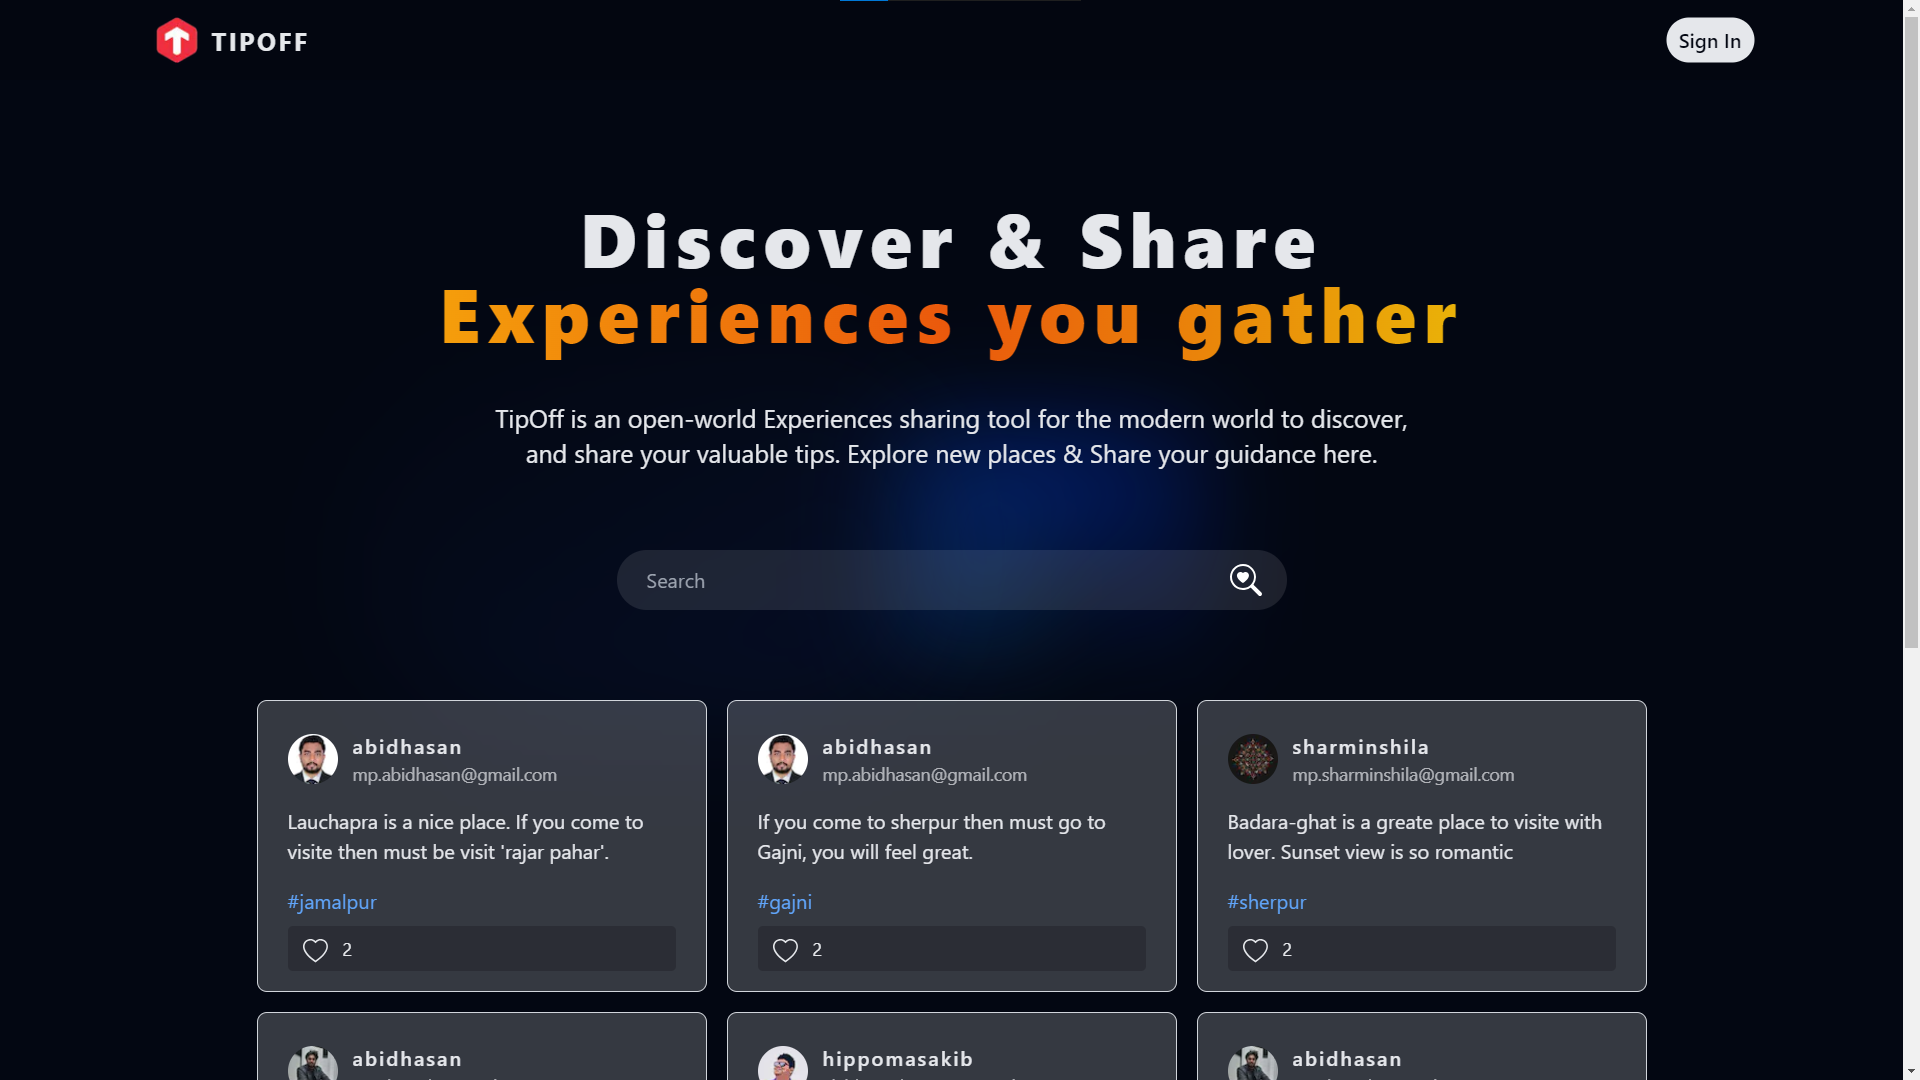 TIPOFF
Sign In
Discover & Share
Experiences you gather
TipOff is an open-world Experiences sharing tool for the modern world to discover,
and share your valuable tips. Explore new places & Share your guidance here.
Search
abidhasan
mp.abidhasan@gmail.com
Lauchapra is a nice place. If you come to
visite then must be visit 'rajar pahar'.
#jamalpur
2
abidhasan
mp.abidhasan@gmail.com
If you come to sherpur then must go to
Gajni, you will feel great.
#gajni
2
sharminshila
mp.sharminshila@gmail.com
Badara-ghat is a greate place to visite with
lover. Sunset view is so romantic
#sherpur
2
abidhasan
hippomasakib
abidhasan